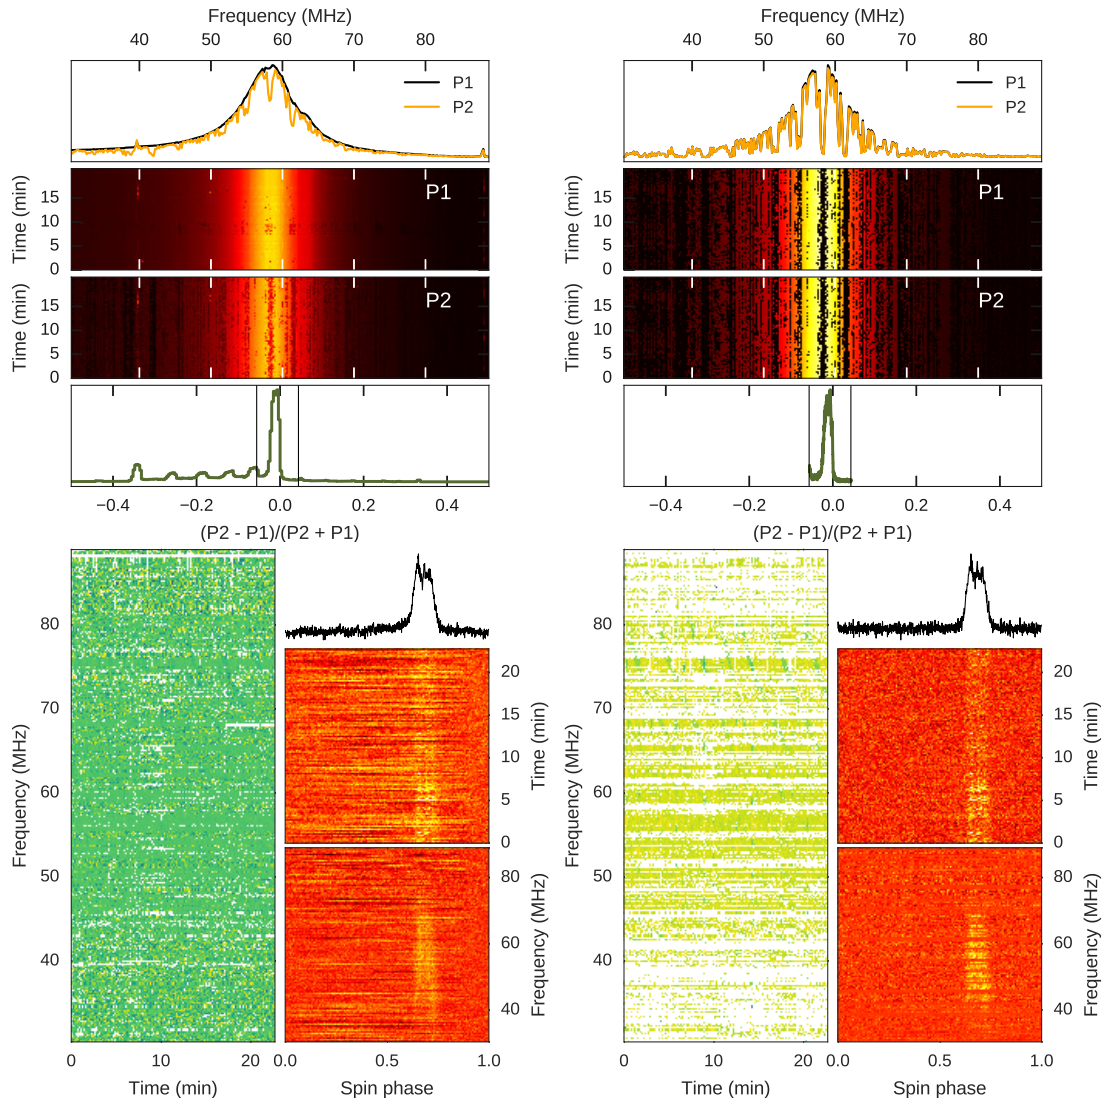 Frequency (MHz)
40 50 60 70 80
P1
P2
Time (min)
15
10
5
0
P1
Time (min)
15
10
5
0
P2
−0.4 −0.2 0.0 0.2 0.4
(P2 - P1)/(P2 + P1)
Frequency (MHz)
80
70
60
50
40
0 10 20
Time (min)
20
15
10
5
0
Time (min)
80
60
40
Frequency (MHz)
0.0 0.5 1.0
Spin phase
Frequency (MHz)
40 50 60 70 80
P1
P2
Time (min)
15
10
5
0
P1
Time (min)
15
10
5
0
P2
−0.4 −0.2 0.0 0.2 0.4
(P2 - P1)/(P2 + P1)
Frequency (MHz)
80
70
60
50
40
0 10 20
Time (min)
20
15
10
5
0
Time (min)
80
60
40
Frequency (MHz)
0.0 0.5 1.0
Spin phase